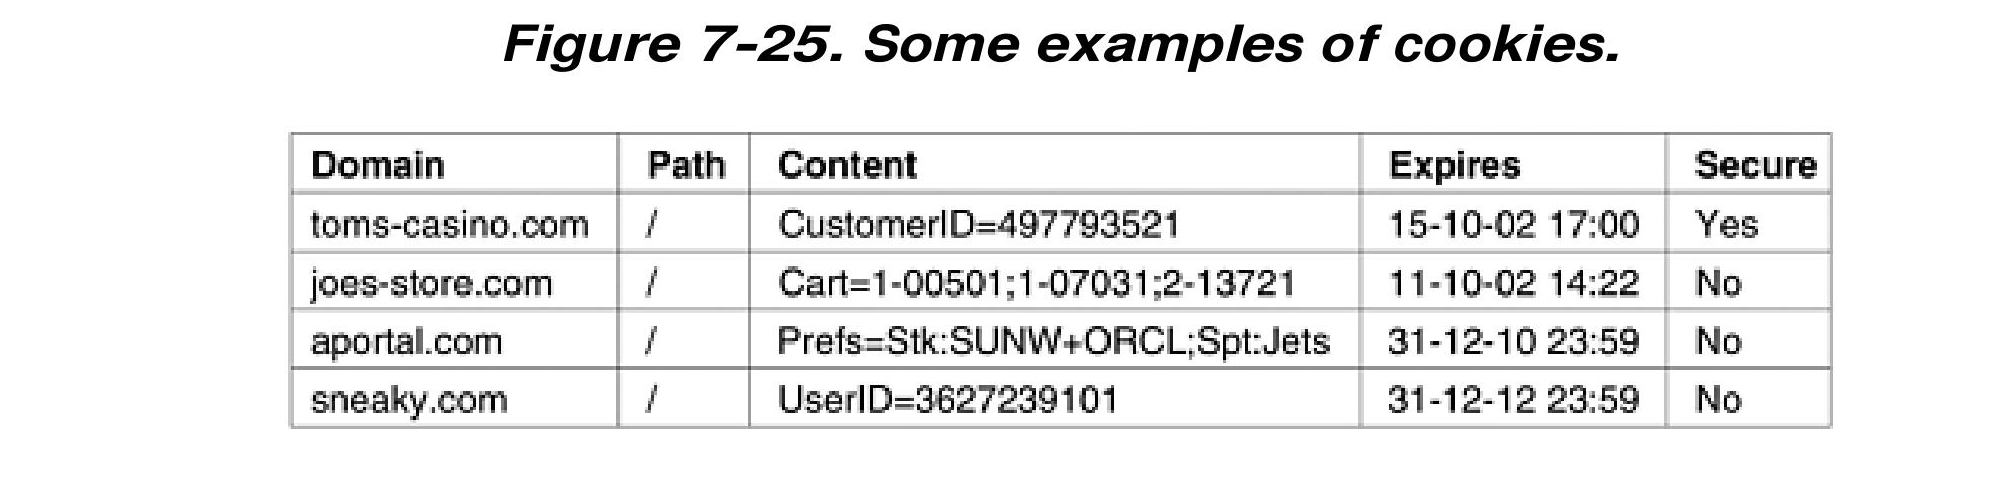 Figure 7-25. Some examples of cookies.
Domain Path Content Expires Secure
toms-casino.com / CustomerID=497793521 15-10-02 17:00 Yes
joes-store.com / Cart=1-00501;1-07031;2-13721 11-10-02 14:22 No
aportal.com / Prefs=Stk:SUNW+ORCL;Spt:Jets 31-12-10 23:59 No
sneaky.com / UserID=3627239101 31-12-12 23:59 No